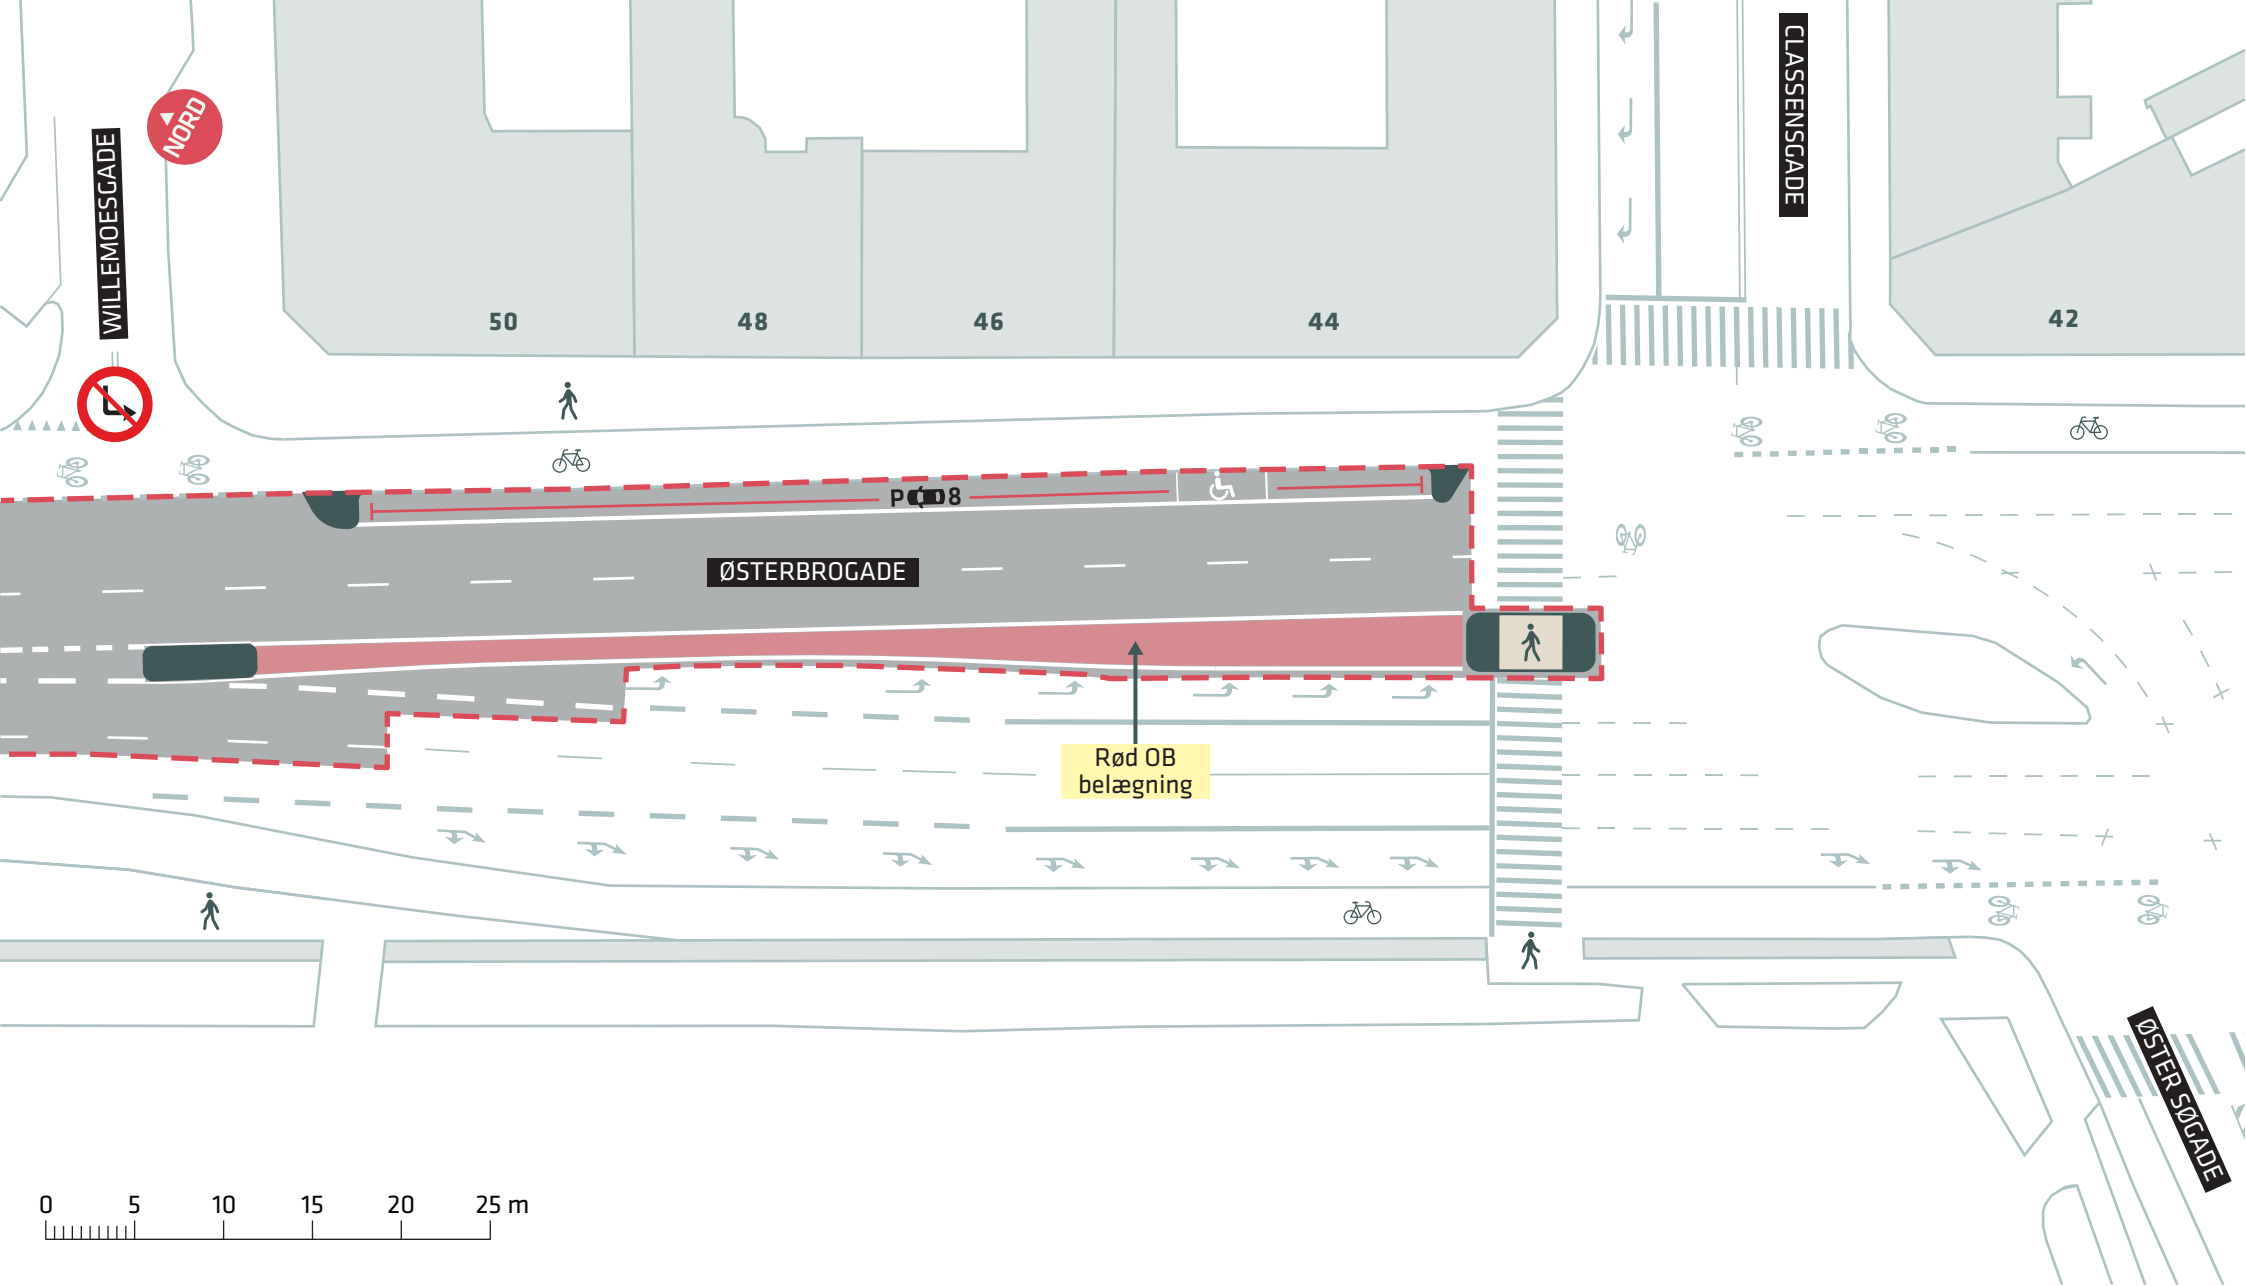 CLASSENSGADE
NORD
WILLEMOESGADE
50
48
46
44
42
P 8
ØSTERBROGADE
Rød OB
belægning
ØSTER SØGADE
0 5 10 15 20 25 m